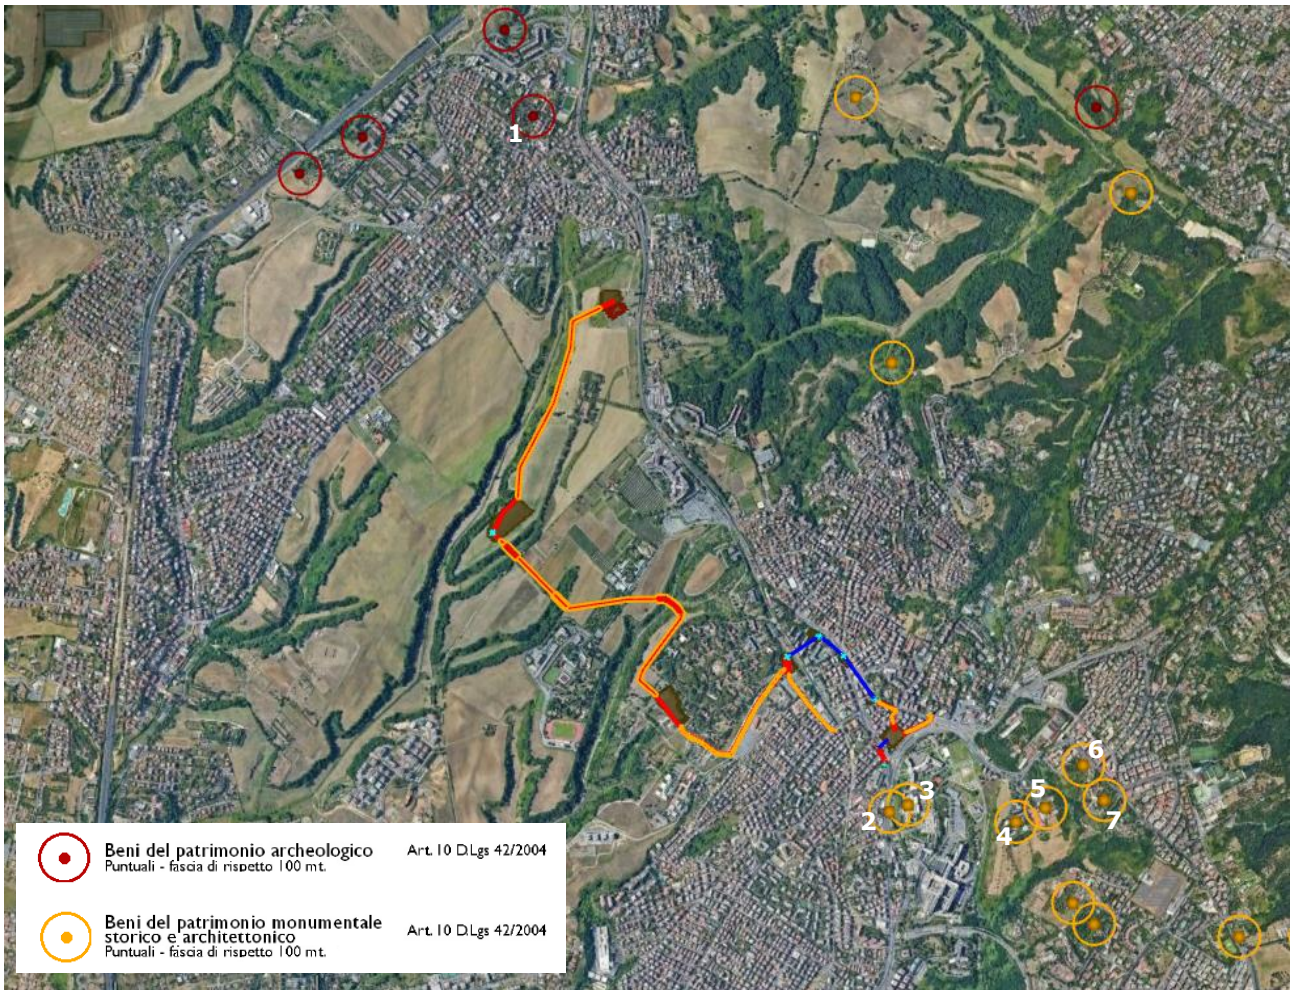 1
6
5
3
7
2
4
Beni del patrimonio archeologico Art. 10 D.Lgs 42/2004
Puntuali - fascia di rispetto 100 mt.
Beni del patrimonio monumentale
storico e architettonico Art. 10 D.Lgs 42/2004
Puntuali - fascia di rispetto 100 mt.